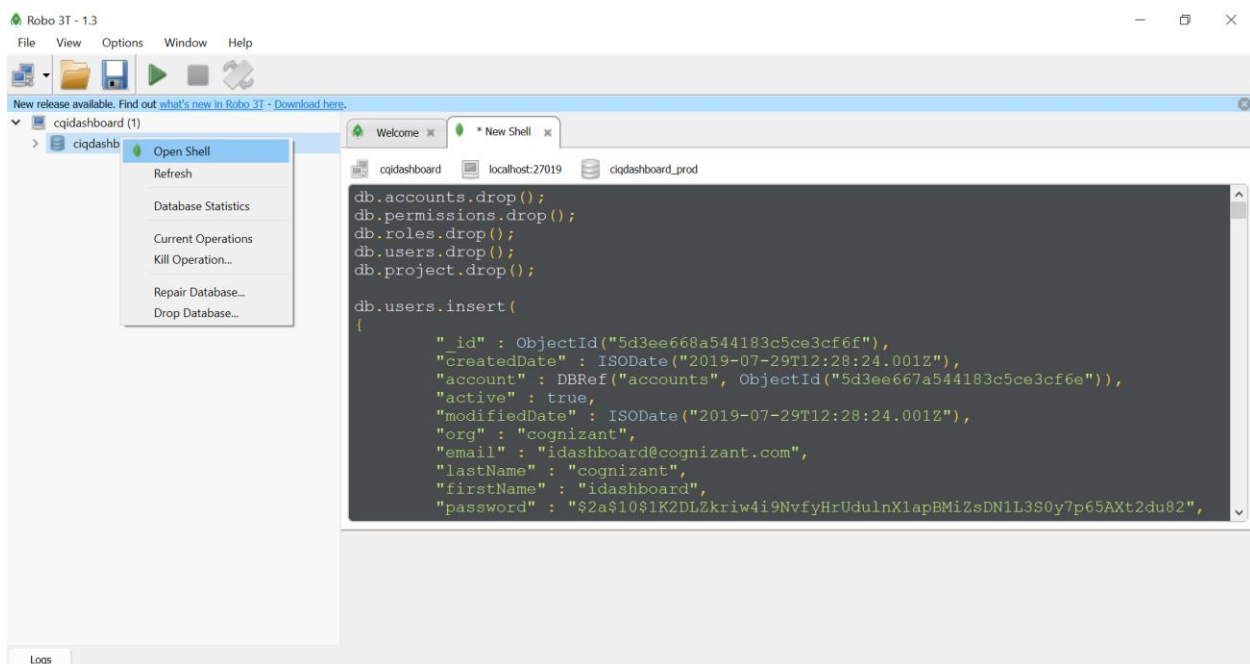 Robo 3T - 1.3
File View Options Window Help
New release available. Find out what's new in Robo 3T - Download here.
cqidashboard (1)
ciqdashb
Open Shell
Refresh
Database Statistics
Current Operations
Kill Operation...
Repair Database...
Drop Database...
Welcome * New Shell
cqidashboard localhost:27019 ciqdashboard_prod
db.accounts.drop();
db.permissions.drop();
db.roles.drop();
db.users.drop();
db.project.drop();
db.users.insert(
{
"_id" : ObjectId("5d3ee668a544183c5ce3cf6f"),
"createdDate" : ISODate("2019-07-29T12:28:24.001Z"),
"account" : DBRef("accounts", ObjectId("5d3ee667a544183c5ce3cf6e")),
"active" : true,
"modifiedDate" : ISODate("2019-07-29T12:28:24.001Z"),
"org" : "cognizant",
"email" : "idashboard@cognizant.com",
"lastName" : "cognizant",
"firstName" : "idashboard",
"password" : "$2a$10$1K2DLZkriw4i9NvfyHrUdulnX1apBMiZsDN1L3S0y7p65AXt2du82",
Logs